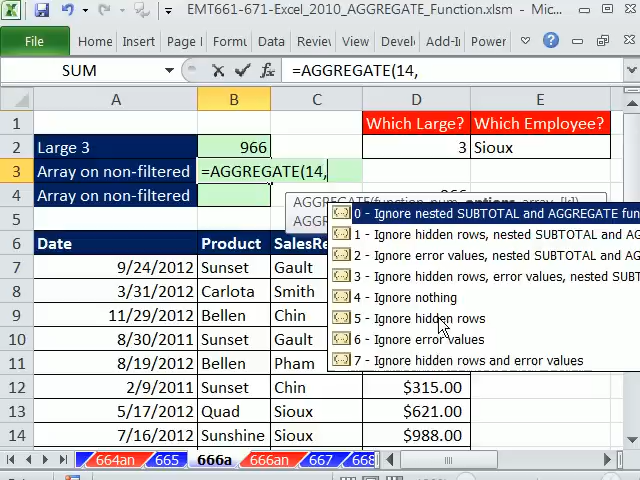 EMT661-671-Excel_2010_AGGREGATE_Function.xlsm - Mic...
File Home Insert Page Form Data Revie View Deve Add-I Power
SUM =AGGREGATE(14,
A B C D E
1 Which Large? Which Employee?
2 Large 3 966 3 Sioux
3 Array on non-filtered =AGGREGATE(14,
4 Array on non-filtered
AGGREGATE(function_num, options, array, [k])
0 - Ignore nested SUBTOTAL and AGGREGATE fun
1 - Ignore hidden rows, nested SUBTOTAL and AG
2 - Ignore error values, nested SUBTOTAL and AG
3 - Ignore hidden rows, error values, nested SUBT
4 - Ignore nothing
5 - Ignore hidden rows
6 - Ignore error values
7 - Ignore hidden rows and error values
5
6 Date Product SalesRe
7 9/24/2012 Sunset Gault
8 3/31/2012 Carlota Smith
9 11/29/2012 Bellen Chin
10 8/30/2011 Sunset Gault
11 8/19/2012 Bellen Pham
12 2/9/2011 Sunset Chin $315.00
13 5/17/2012 Quad Sioux $621.00
14 7/16/2012 Sunshine Sioux $988.00
664an 665 666a 666an 667 668